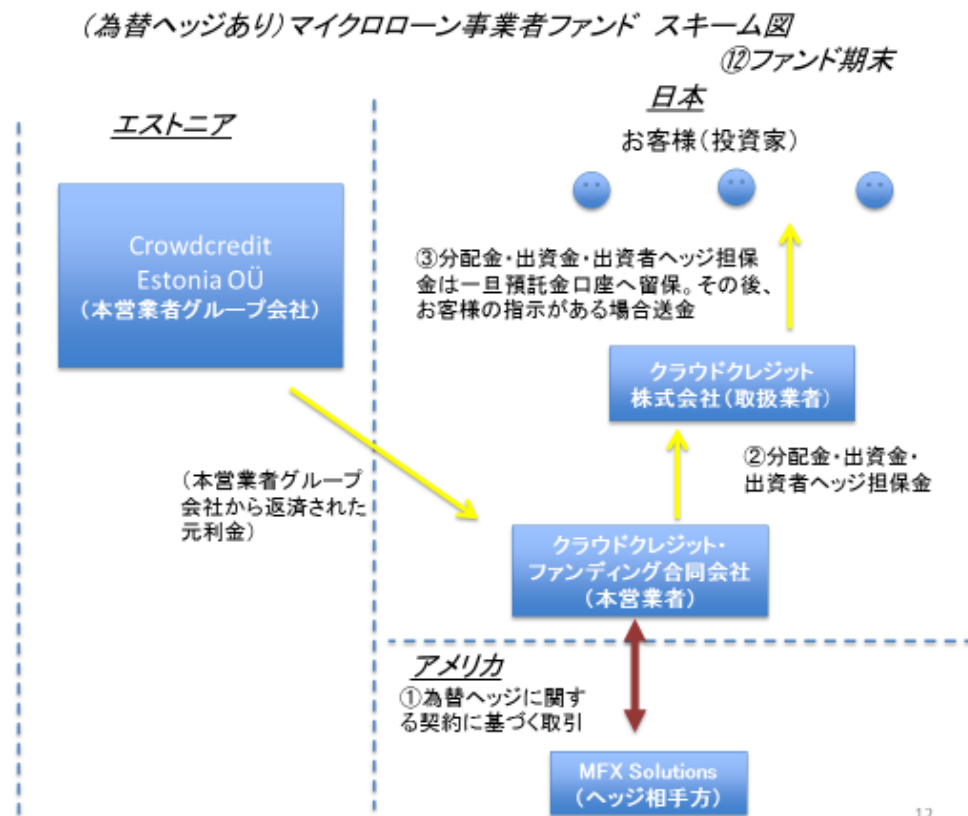 (為替ヘッジあり)マイクロローン事業者ファンド スキーム図
⑫ファンド期末
エストニア
日本
お客様(投資家)
Crowdcredit
Estonia OÜ
(本営業者グループ会社)
③分配金・出資金・出資者ヘッジ担保
金は一旦預託金口座へ留保。その後、
お客様の指示がある場合送金
クラウドクレジット
株式会社(取扱業者)
②分配金・出資金・
出資者ヘッジ担保金
(本営業者グループ
会社から返済された
元利金)
クラウドクレジット・
ファンディング合同会社
(本営業者)
アメリカ
①為替ヘッジに関す
る契約に基づく取引
MFX Solutions
(ヘッジ相手方)
12